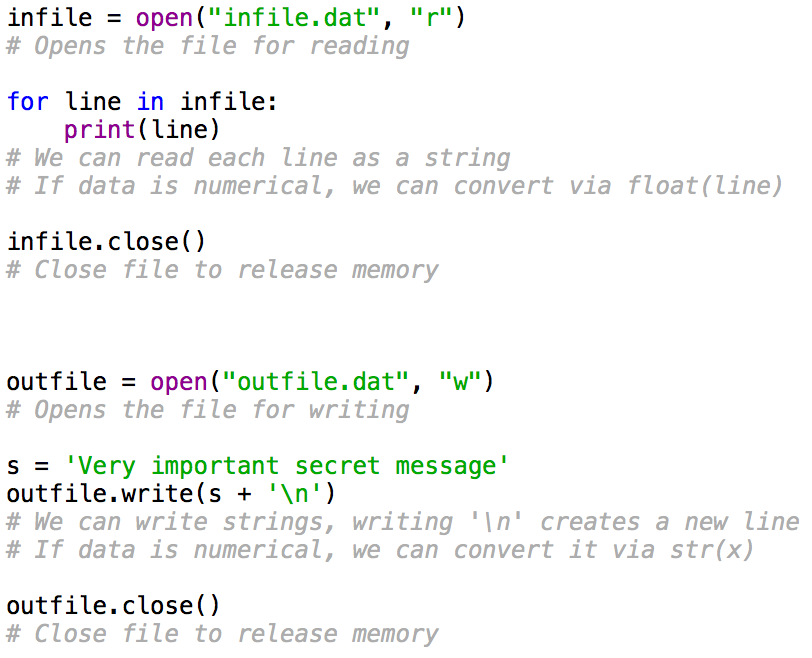 infile = open("infile.dat", "r")
# Opens the file for reading
for line in infile:
    print(line)
# We can read each line as a string
# If data is numerical, we can convert via float(line)
infile.close()
# Close file to release memory
outfile = open("outfile.dat", "w")
# Opens the file for writing
s = 'Very important secret message'
outfile.write(s + '\n')
# We can write strings, writing '\n' creates a new line
# If data is numerical, we can convert it via str(x)
outfile.close()
# Close file to release memory